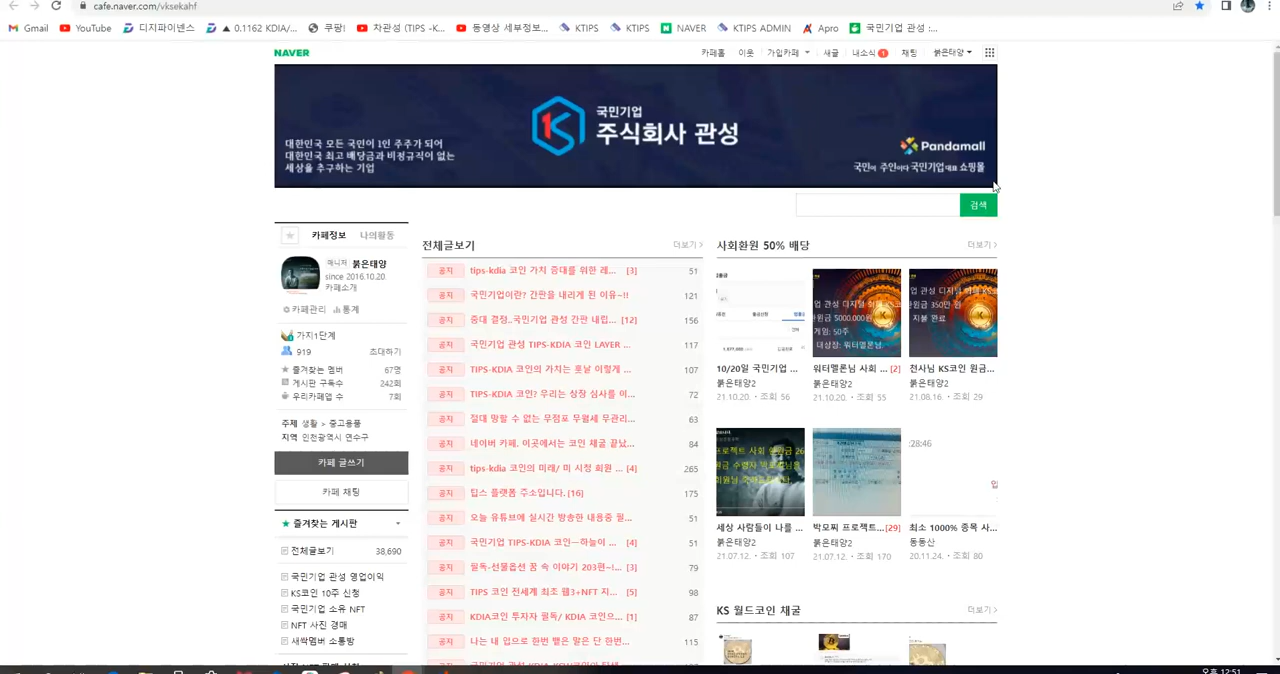 cafe.naver.com/vksekahf
Gmail YouTube 디지파이넨스 ▲ 0.1162 KDIA/... 쿠팡! 차관성 (TIPS -K... 동영상 세부정보... KTIPS KTIPS NAVER KTIPS ADMIN Apro 국민기업 관성 :...
NAVER
카페홈 이웃 가입카페 새글 내소식 1 채팅 붉은태양
국민기업
주식회사 관성
대한민국 모든 국민이 1인 주주가 되어
대한민국 최고 배당금과 비정규직이 없는
세상을 추구하는 기업
Pandamall
국민이 주인이다 국민기업대표 쇼핑몰
검색
카페정보 나의활동
매니저 붉은태양
since 2016.10.20.
카페소개
카페관리 통계
가지1단계
919 초대하기
즐겨찾는 멤버 67명
게시판 구독수 242회
우리카페앱 수 7회
주제 생활 > 중고용품
지역 인천광역시 연수구
카페 글쓰기
카페 채팅
즐겨찾는 게시판
전체글보기 38,690
국민기업 관성 영업이익
KS코인 10주 신청
국민기업 소유 NFT
NFT 사진 경매
새싹멤버 소통방
전체글보기 더보기
공지 tips-kdia 코인 가치 증대를 위한 레... [3] 51
공지 국민기업이란? 간판을 내리게 된 이유~!! 121
공지 중대 결정..국민기업 관성 간판 내립... [12] 156
공지 국민기업 관성 TIPS-KDIA 코인 LAYER ... 117
공지 TIPS-KDIA 코인의 가치는 훗날 이렇게 ... 107
공지 TIPS-KDIA 코인? 우리는 상장 심사를 이... 72
공지 절대 망할 수 없는 무점포 무월세 무관리... 63
공지 네이버 카페. 이곳에서는 코인 채굴 끝났... 84
공지 tips-kdia 코인의 미래/ 미 시정 회원 ... [4] 265
공지 팁스 플랫폼 주소입니다. [16] 175
공지 오늘 유튜브에 실시간 방송한 내용중 월... 51
공지 국민기업 TIPS-KDIA 코인ㅡ하늘이 ... [4] 51
공지 필독-선물옵션 꿈 속 이야기 203편~!... [3] 79
공지 TIPS 코인 전세계 최초 웹3+NFT 지... [5] 98
공지 KDIA코인 투자자 필독/ KDIA 코인으... [1] 87
공지 나는 내 입으로 한번 뱉은 말은 단 한번... 115
사회환원 50% 배당 더보기
10/20일 국민기업 ...
붉은태양2
21.10.20. · 조회 56
워터멜론님 사회 ... [2]
붉은태양2
21.10.20. · 조회 55
천사님 KS코인 원금...
붉은태양2
21.08.16. · 조회 29
:28:46
세상 사람들이 나를 ...
붉은태양2
21.07.12. · 조회 107
박모찌 프로젝트... [29]
붉은태양2
21.07.12. · 조회 170
최소 1000% 종목 사...
동동산
20.11.24. · 조회 80
KS 월드코인 채굴 더보기
오후 12:51